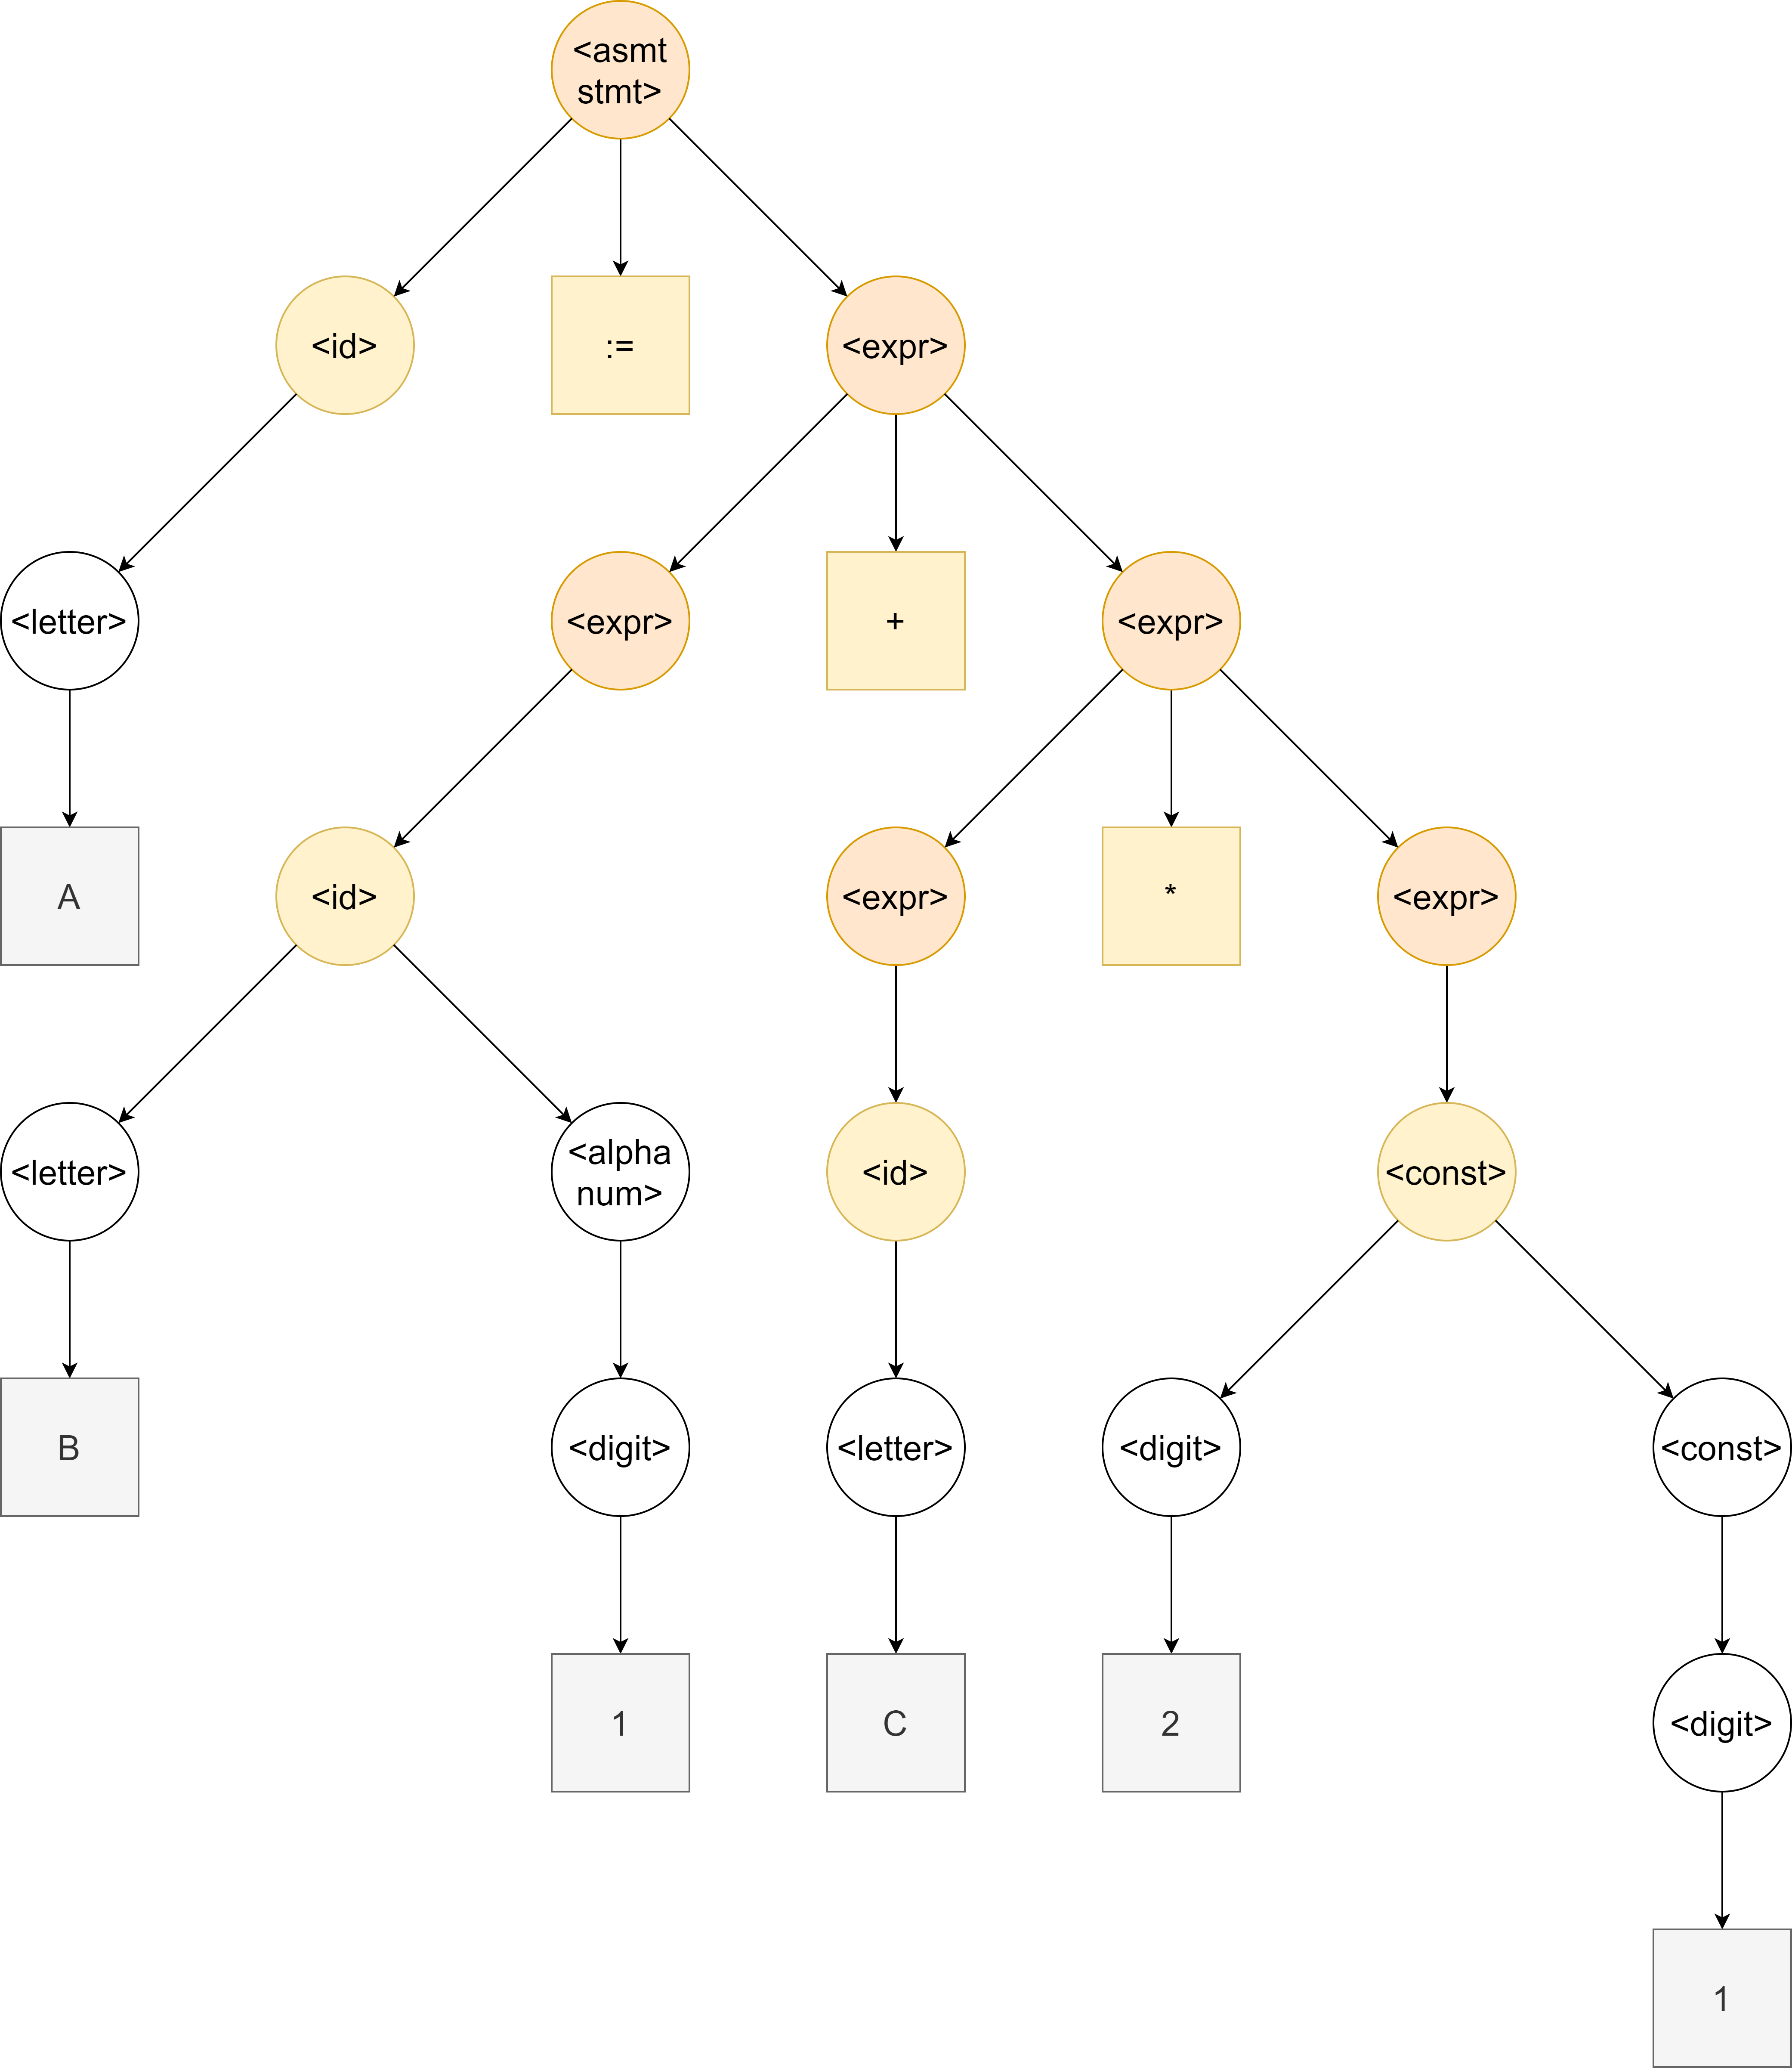 <asmt
stmt>
<id>
:=
<expr>
<letter>
<expr>
+
<expr>
A
<id>
<expr>
*
<expr>
<letter>
<alpha
num>
<id>
<const>
B
<digit>
<letter>
<digit>
<const>
1
C
2
<digit>
1